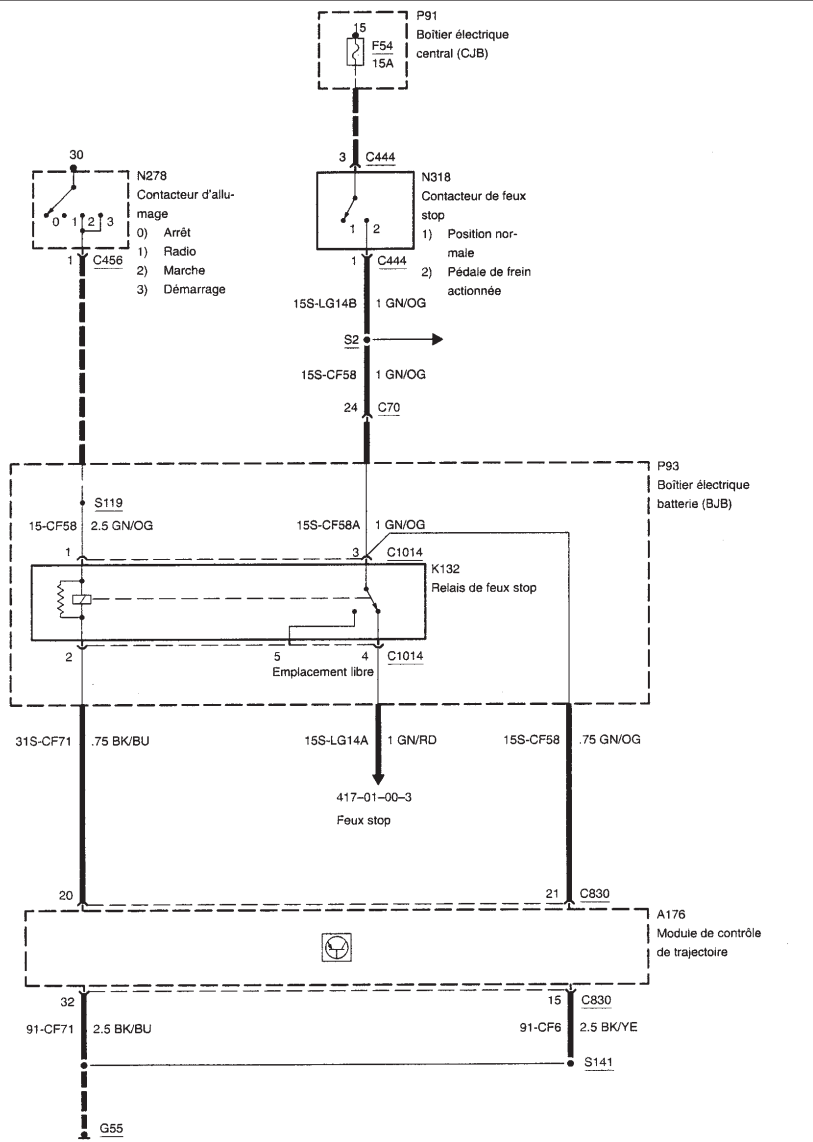 P91
15
Boîtier électrique
F54
central (CJB)
15A
30
3 C444
N278
N318
Contacteur d'allu-
Contacteur de feux
mage
stop
0 1 2 3
1 2
0) Arrêt
1) Position nor-
1) Radio
male
1 C456
1 C444
2) Marche
2) Pédale de frein
3) Démarrage
actionnée
15S-LG14B 1 GN/OG
S2
15S-CF58 1 GN/OG
24 C70
P93
Boîtier électrique
S119
batterie (BJB)
15-CF58 2.5 GN/OG
15S-CF58A 1 GN/OG
1 3 C1014
K132
Relais de feux stop
2 5 4 C1014
Emplacement libre
31S-CF71 .75 BK/BU
15S-LG14A 1 GN/RD
15S-CF58 .75 GN/OG
417-01-00-3
Feux stop
20 21 C830
A176
Module de contrôle
de trajectoire
32 15 C830
91-CF71 2.5 BK/BU
91-CF6 2.5 BK/YE
S141
G55